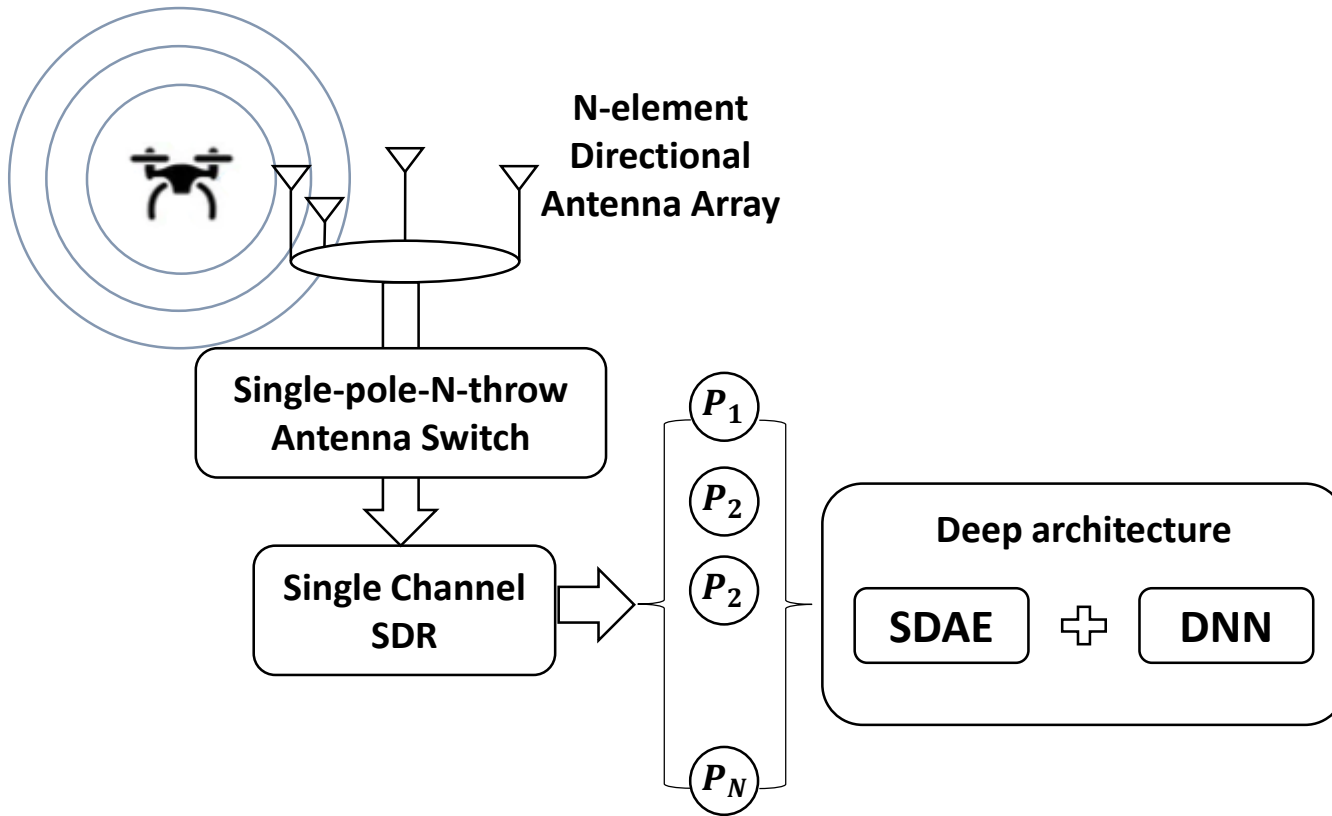 N-element
Directional
Antenna Array
Single-pole-N-throw
Antenna Switch
Single Channel
SDR
P₁
P₂
P₂
P_N
Deep architecture
SDAE
DNN